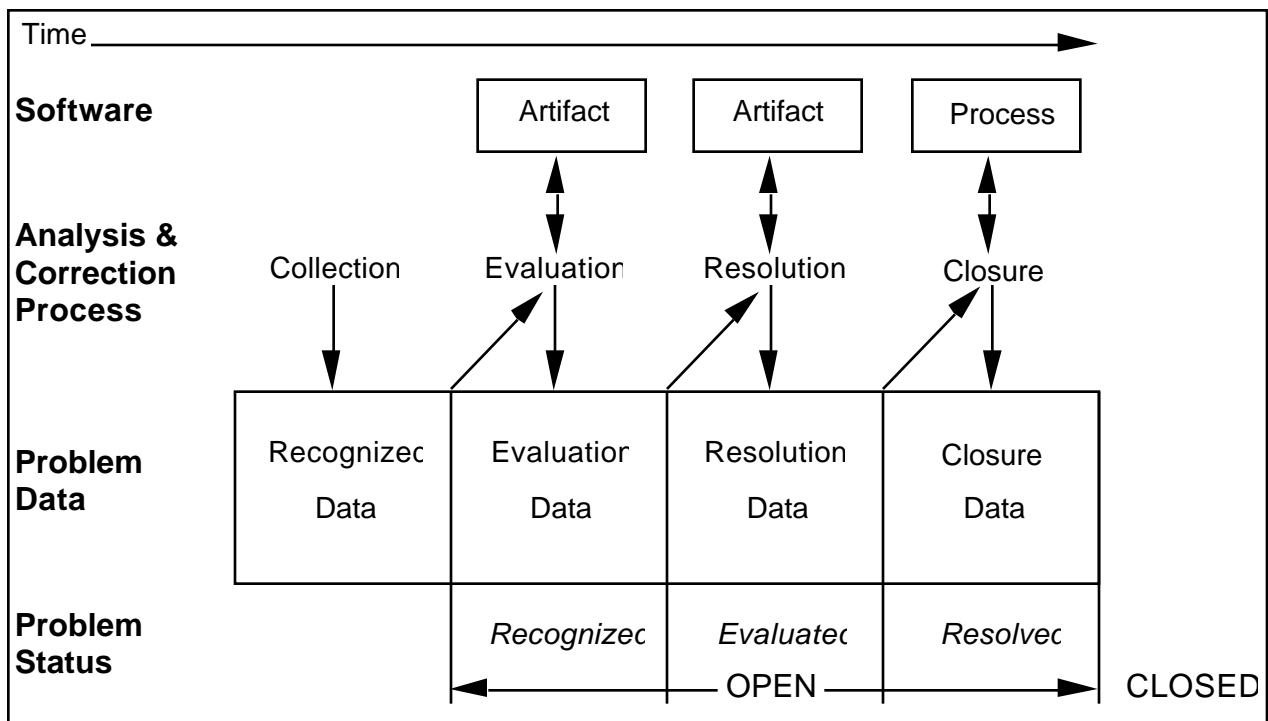 Time
Software
Artifact
Artifact
Process
Analysis &
Correction
Process
Collection
Evaluation
Resolution
Closure
Problem
Data
Recognized
Data
Evaluation
Data
Resolution
Data
Closure
Data
Problem
Status
Recognized
Evaluated
Resolved
OPEN
CLOSED